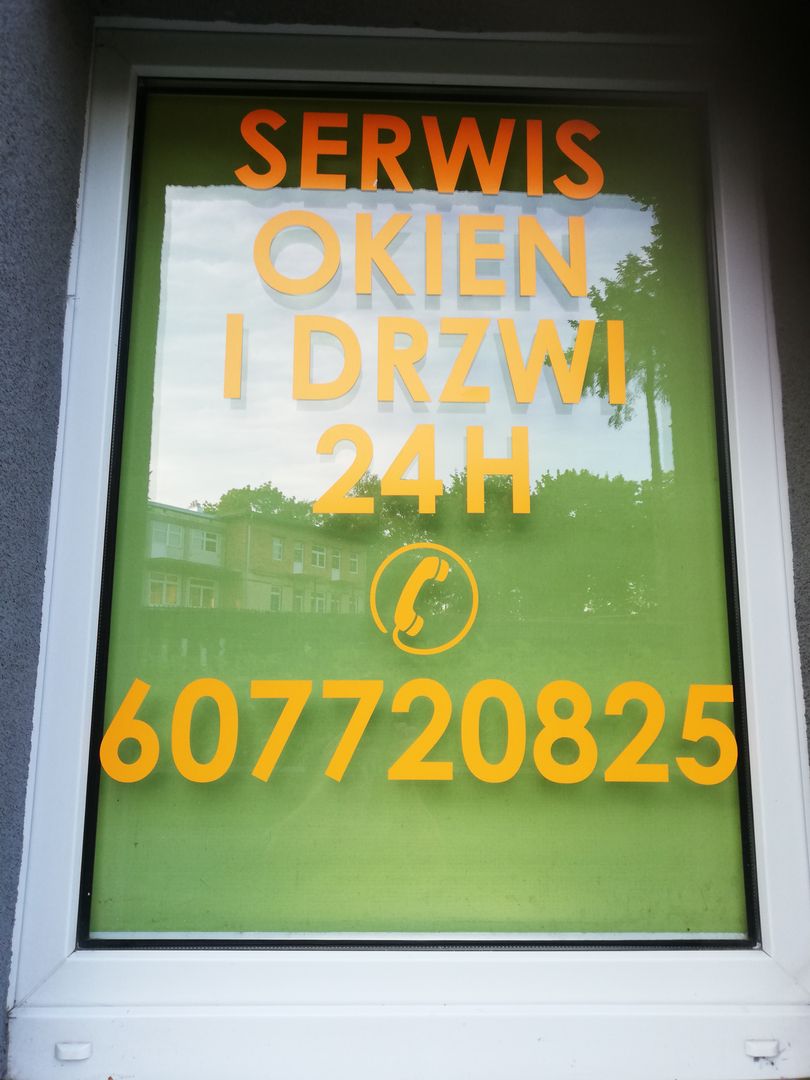 SERWIS
OKIEN
I DRZWI
24H
607720825